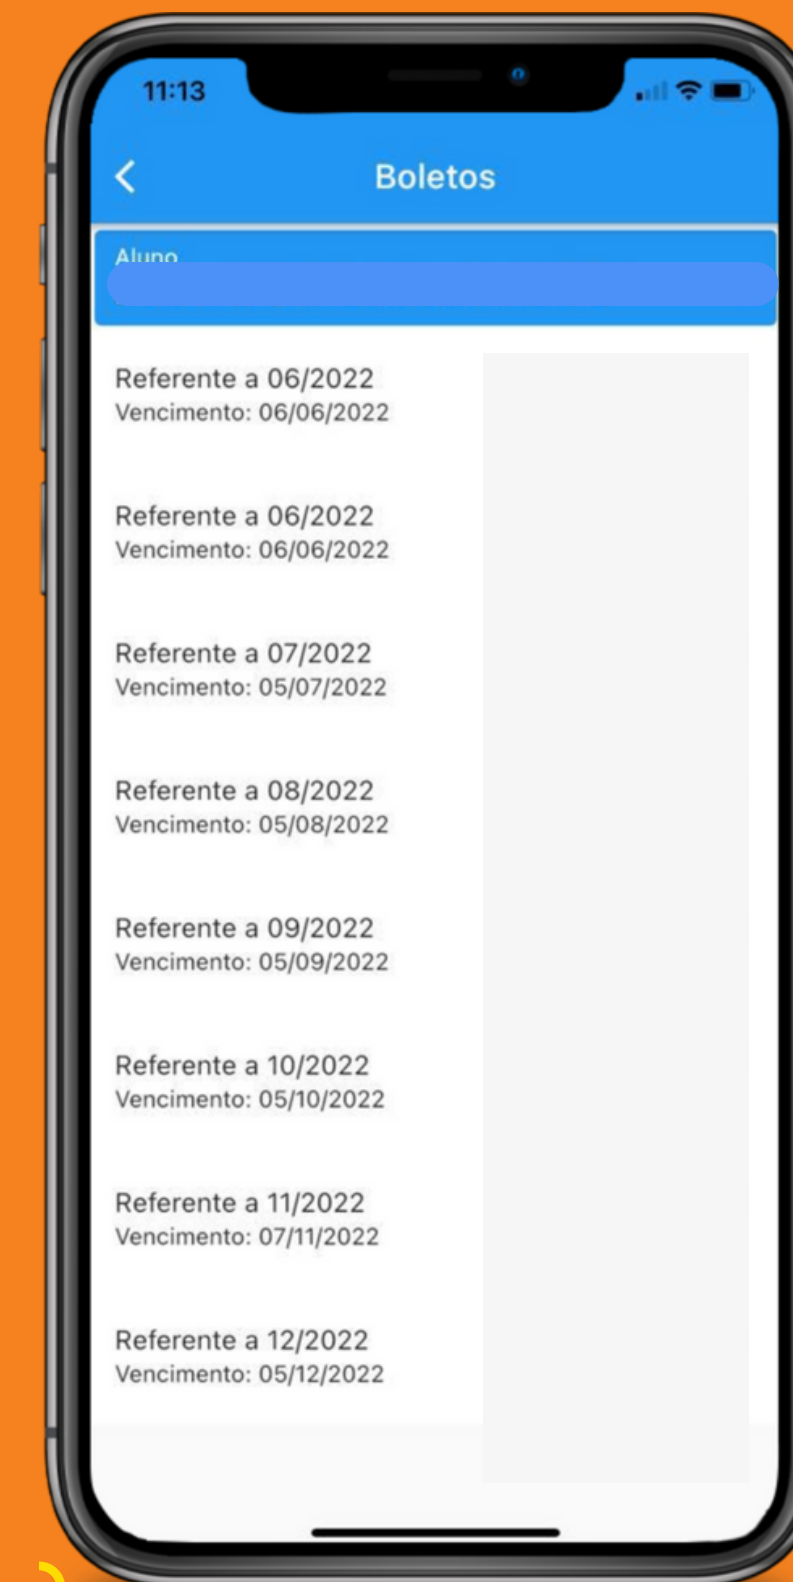 11:13
Boletos
Aluno
Referente a 06/2022
Vencimento: 06/06/2022
Referente a 06/2022
Vencimento: 06/06/2022
Referente a 07/2022
Vencimento: 05/07/2022
Referente a 08/2022
Vencimento: 05/08/2022
Referente a 09/2022
Vencimento: 05/09/2022
Referente a 10/2022
Vencimento: 05/10/2022
Referente a 11/2022
Vencimento: 07/11/2022
Referente a 12/2022
Vencimento: 05/12/2022